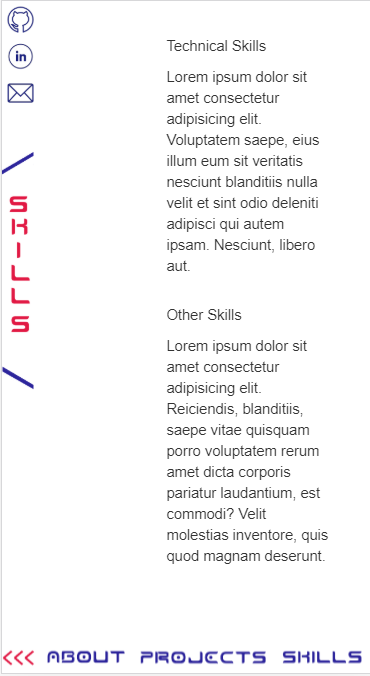 in
SKILLS
Technical Skills
Lorem ipsum dolor sit
amet consectetur
adipisicing elit.
Voluptatem saepe, eius
illum eum sit veritatis
nesciunt blanditiis nulla
velit et sint odio deleniti
adipisci qui autem
ipsam. Nesciunt, libero
aut.
Other Skills
Lorem ipsum dolor sit
amet consectetur
adipisicing elit.
Reiciendis, blanditiis,
saepe vitae quisquam
porro voluptatem rerum
amet dicta corporis
pariatur laudantium, est
commodi? Velit
molestias inventore, quis
quod magnam deserunt.
<<< ABOUT PROJECTS SKILLS